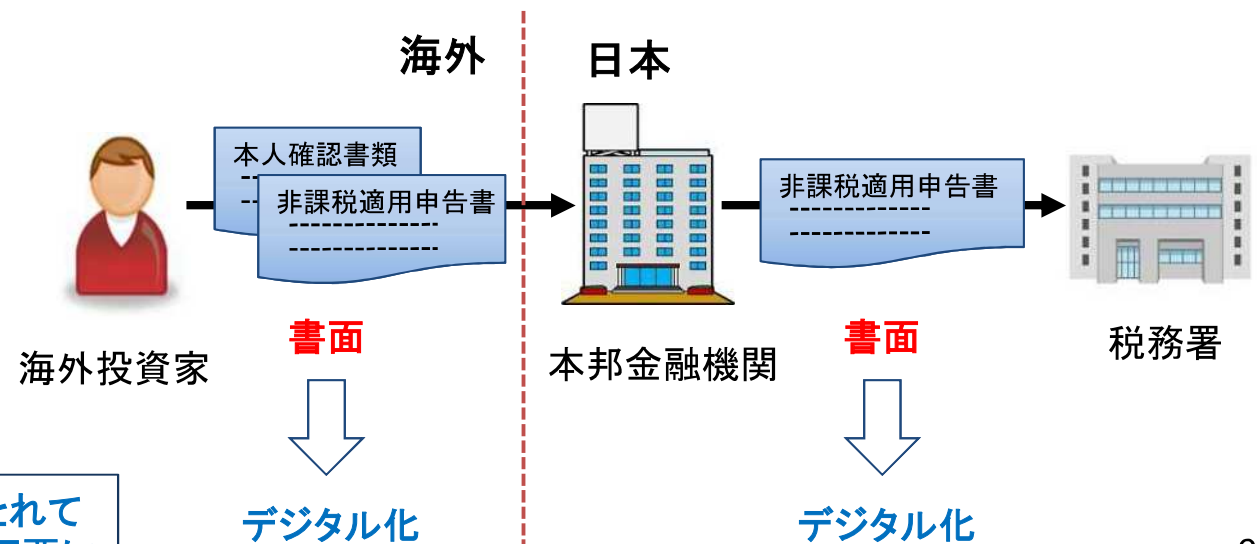 海外
日本
本人確認書類
非課税適用申告書
非課税適用申告書
書面
書面
海外投資家
本邦金融機関
税務署
デジタル化
デジタル化
れて